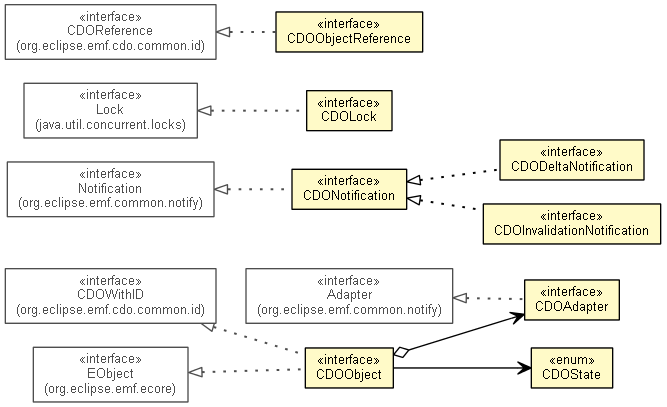 «interface»
CDOReference
(org.eclipse.emf.cdo.common.id)
«interface»
CDOObjectReference
«interface»
Lock
(java.util.concurrent.locks)
«interface»
CDOLock
«interface»
Notification
(org.eclipse.emf.common.notify)
«interface»
CDONotification
«interface»
CDODeltaNotification
«interface»
CDOInvalidationNotification
«interface»
CDOWithID
(org.eclipse.emf.cdo.common.id)
«interface»
Adapter
(org.eclipse.emf.common.notify)
«interface»
CDOAdapter
«interface»
EObject
(org.eclipse.emf.ecore)
«interface»
CDOObject
«enum»
CDOState